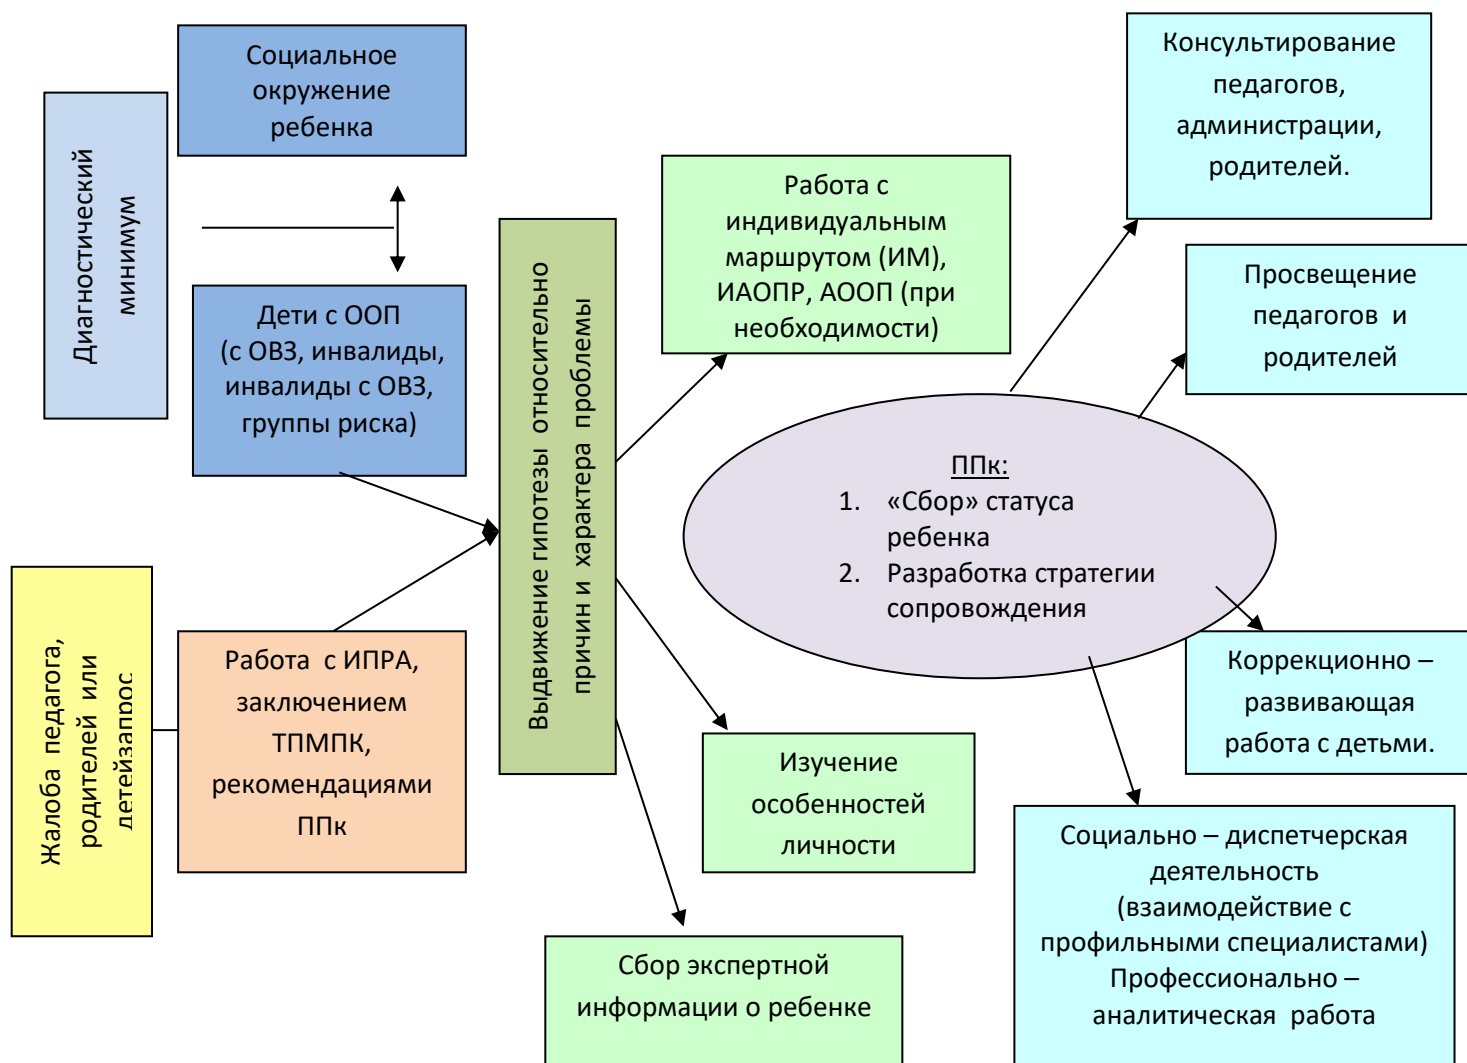 Социальное
окружение
ребенка
Диагностический
минимум
Дети с ООП
(с ОВЗ, инвалиды,
инвалиды с ОВЗ,
группы риска)
Жалоба педагога,
родителей или
детейзапрос
Работа с ИПРА,
заключением
ТПМПК,
рекомендациями
ППк
Выдвижение гипотезы относительно
причин и характера проблемы
Работа с
индивидуальным
маршрутом (ИМ),
ИАОПР, АООП (при
необходимости)
Изучение
особенностей
личности
Сбор экспертной
информации о ребенке
ППк:
1. «Сбор» статуса
ребенка
2. Разработка стратегии
сопровождения
Консультирование
педагогов,
администрации,
родителей.
Просвещение
педагогов и
родителей
Коррекционно –
развивающая
работа с детьми.
Социально – диспетчерская
деятельность
(взаимодействие с
профильными специалистами)
Профессионально –
аналитическая работа